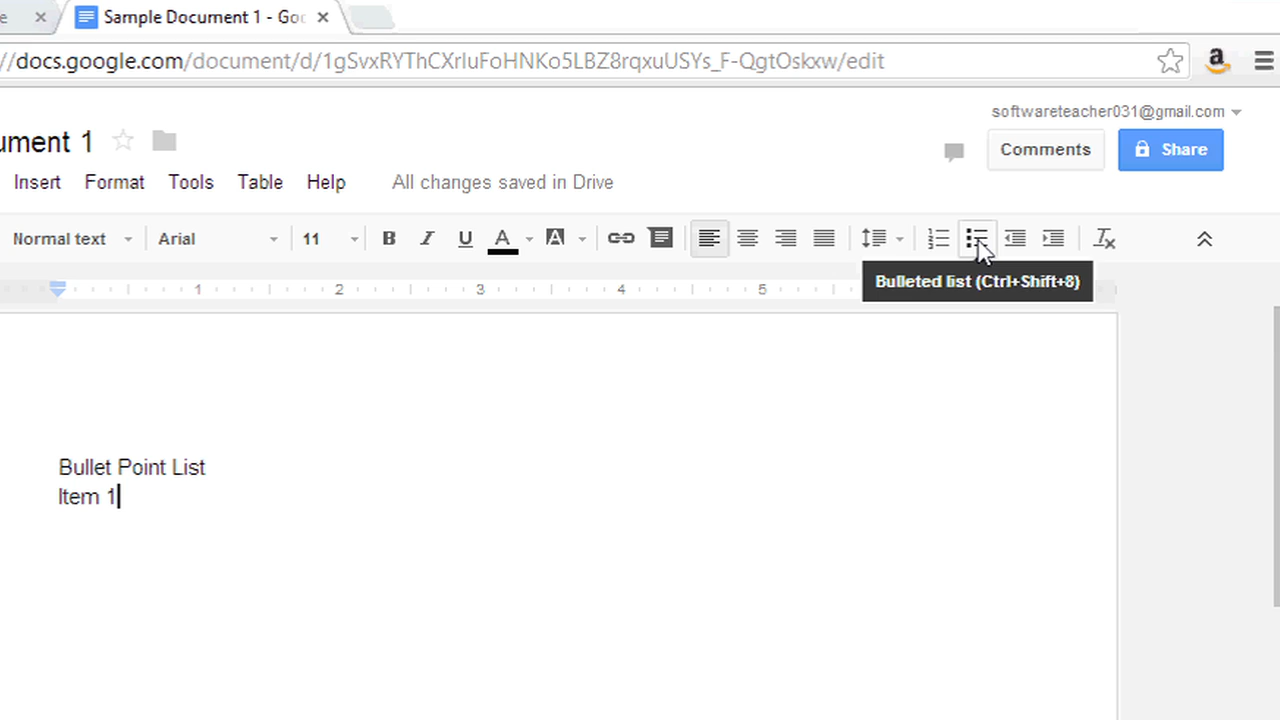 e
Sample Document 1 - Goo
//docs.google.com/document/d/1gSvxRYThCXrIuFoHNKo5LBZ8rqxuUSYs_F-QgtOskxw/edit
a
softwareteacher031@gmail.com
ument 1
Comments
Share
Insert Format Tools Table Help All changes saved in Drive
Normal text Arial 11 B I U A A
Bulleted list (Ctrl+Shift+8)
1 2 3 4 5
Bullet Point List
Item 1